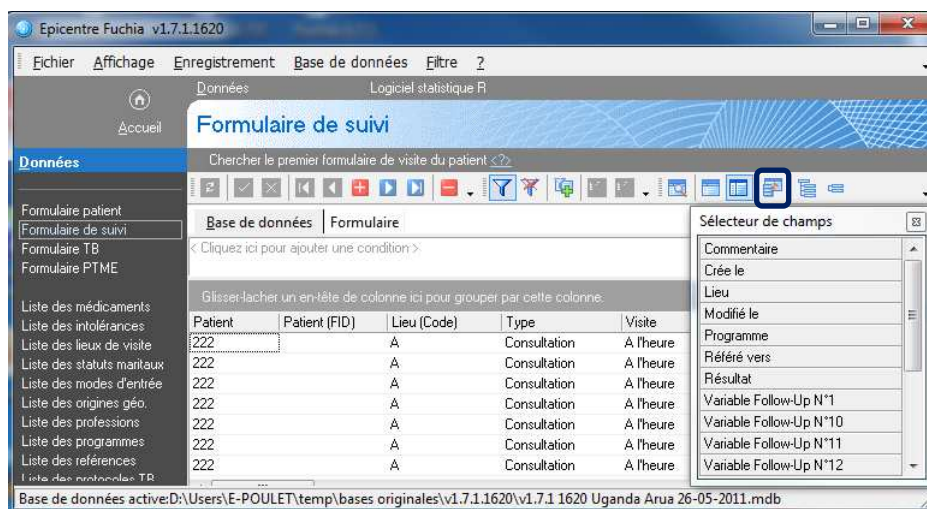 Epicentre Fuchia v1.7.1.1620
Fichier Affichage Enregistrement Base de données Filtre ?
Données Logiciel statistique R
Accueil
Formulaire de suivi
Données
Chercher le premier formulaire de visite du patient <?>
Formulaire patient
Formulaire de suivi
Formulaire TB
Formulaire PTME
Liste des médicaments
Liste des intolérances
Liste des lieux de visite
Liste des statuts maritaux
Liste des modes d'entrée
Liste des origines géo.
Liste des professions
Liste des programmes
Liste des références
Liste des protocoles TB
Base de données Formulaire
< Cliquez ici pour ajouter une condition >
Glisser-lacher un en-tête de colonne ici pour grouper par cette colonne.
Patient Patient (FID) Lieu (Code) Type Visite
222 A Consultation A l'heure
222 A Consultation A l'heure
222 A Consultation A l'heure
222 A Consultation A l'heure
222 A Consultation A l'heure
222 A Consultation A l'heure
222 A Consultation A l'heure
Sélecteur de champs
Commentaire
Crée le
Lieu
Modifié le
Programme
Référé vers
Résultat
Variable Follow-Up N°1
Variable Follow-Up N°10
Variable Follow-Up N°11
Variable Follow-Up N°12
Base de données active:D:\Users\E-POULET\temp\bases originales\v1.7.1.1620\v1.7.1 1620 Uganda Arua 26-05-2011.mdb